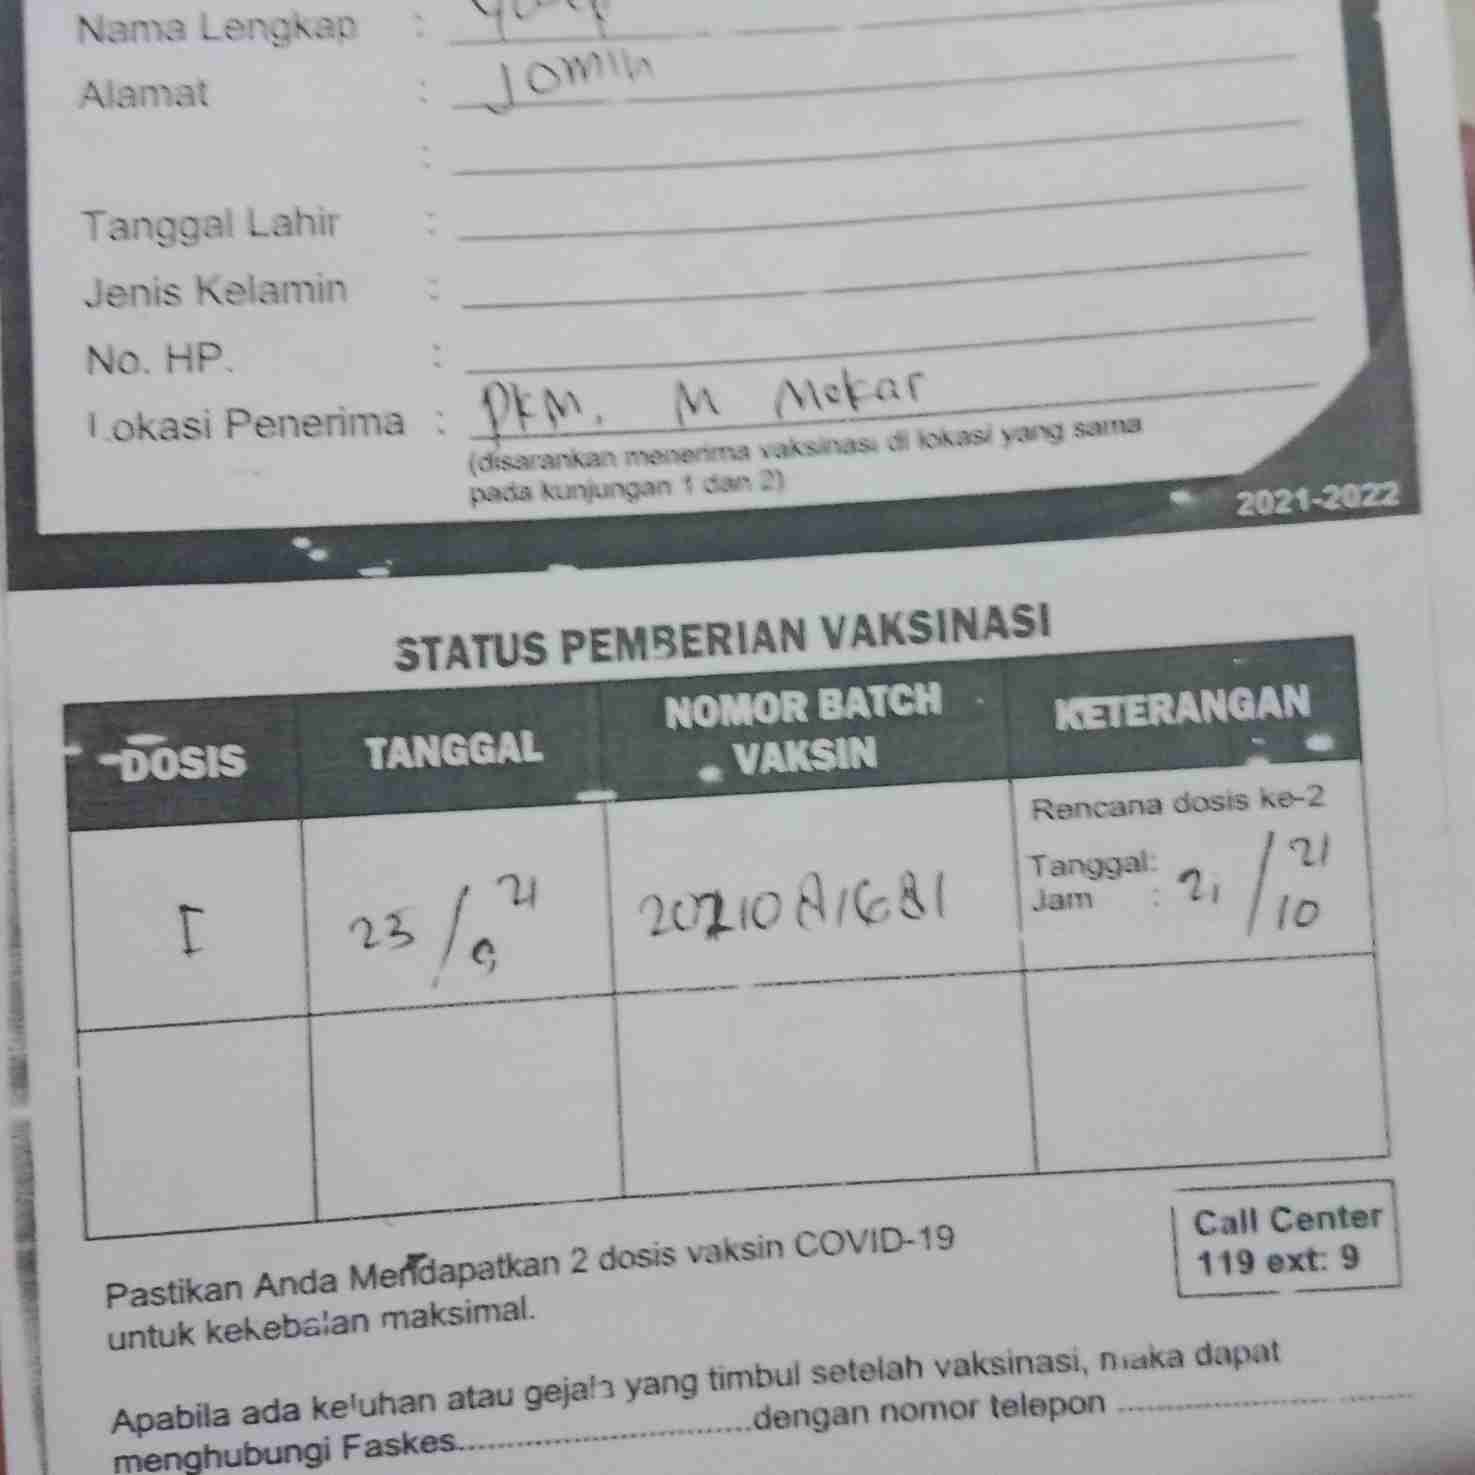 Nama Lengkap :
Alamat : Jomin
:
Tanggal Lahir :
Jenis Kelamin :
No. HP. :
Lokasi Penerima : PKM. M Mekar
(disarankan menerima vaksinasi di lokasi yang sama
pada kunjungan 1 dan 2)
2021-2022
STATUS PEMBERIAN VAKSINASI
DOSIS TANGGAL NOMOR BATCH VAKSIN KETERANGAN
Rencana dosis ke-2
I 23/9 21 2021081681 Tanggal: 21/10 21
Jam :
Pastikan Anda Mendapatkan 2 dosis vaksin COVID-19
untuk kekebalan maksimal.
Call Center
119 ext: 9
Apabila ada keluhan atau gejala yang timbul setelah vaksinasi, maka dapat
menghubungi Faskes..............................dengan nomor telepon ..............................